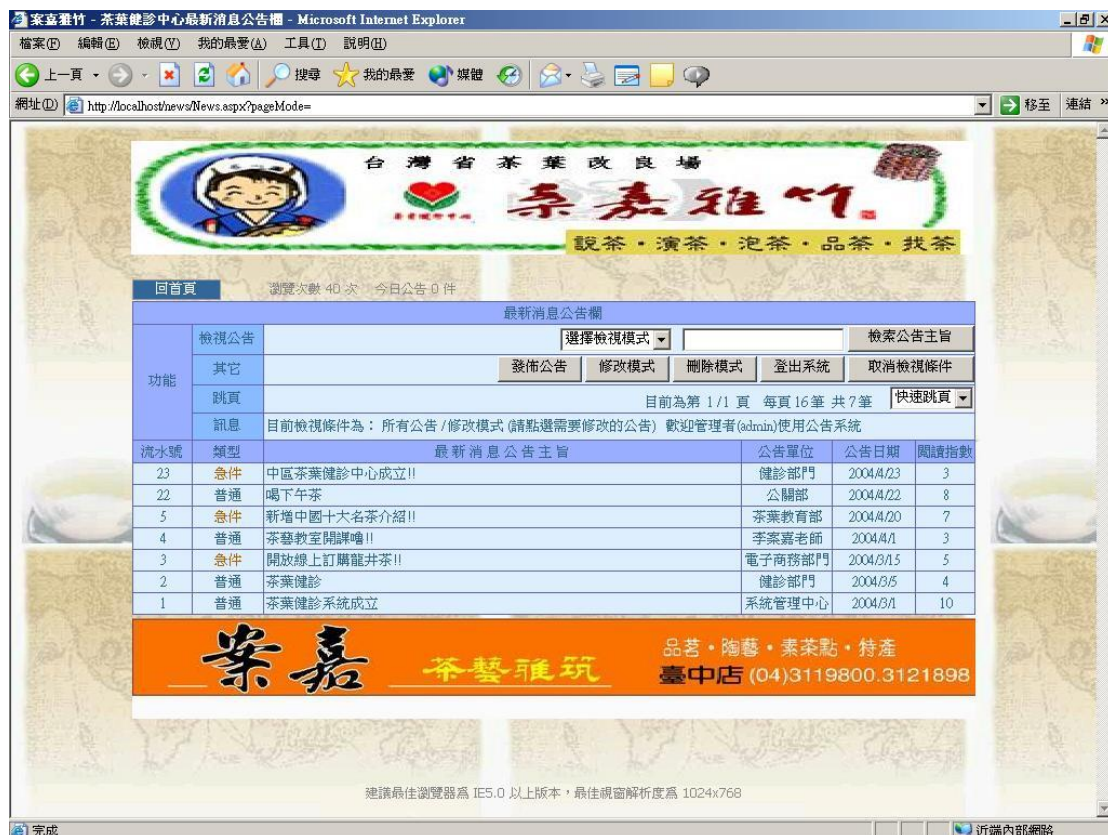 案嘉雅竹 - 茶葉健診中心最新消息公告欄 - Microsoft Internet Explorer
檔案(F) 編輯(E) 檢視(V) 我的最愛(A) 工具(T) 說明(H)
上一頁 搜尋 我的最愛 媒體
網址(D) http://localhost/news/News.aspx?pageMode= 移至 連結 »
台灣省茶葉改良場
案嘉雅竹
說茶・演茶・泡茶・品茶・找茶
回首頁 瀏覽次數 40 次 今日公告 0 件
最新消息公告欄
功能
檢視公告 選擇檢視模式 檢索公告主旨
其它 發佈公告 修改模式 刪除模式 登出系統 取消檢視條件
跳頁 目前為第 1/1 頁 每頁16筆 共7筆 快速跳頁
訊息 目前檢視條件為： 所有公告 /修改模式 (請點選需要修改的公告) 歡迎管理者(admin)使用公告系統
流水號 類型 最新消息公告主旨 公告單位 公告日期 閱讀指數
23 急件 中區茶葉健診中心成立!! 健診部門 2004/4/23 3
22 普通 喝下午茶 公關部 2004/4/22 8
5 急件 新增中國十大名茶介紹!! 茶葉教育部 2004/4/20 7
4 普通 茶藝教室開課嚕!! 李案嘉老師 2004/4/1 3
3 急件 開放線上訂購龍井茶!! 電子商務部門 2004/3/15 5
2 普通 茶葉健診 健診部門 2004/3/5 4
1 普通 茶葉健診系統成立 系統管理中心 2004/3/1 10
案嘉 茶藝雅筑
品茗・陶藝・素茶點・特產
臺中店 (04)3119800.3121898
建議最佳瀏覽器為 IE5.0 以上版本，最佳視窗解析度為 1024x768
完成 近端內部網路